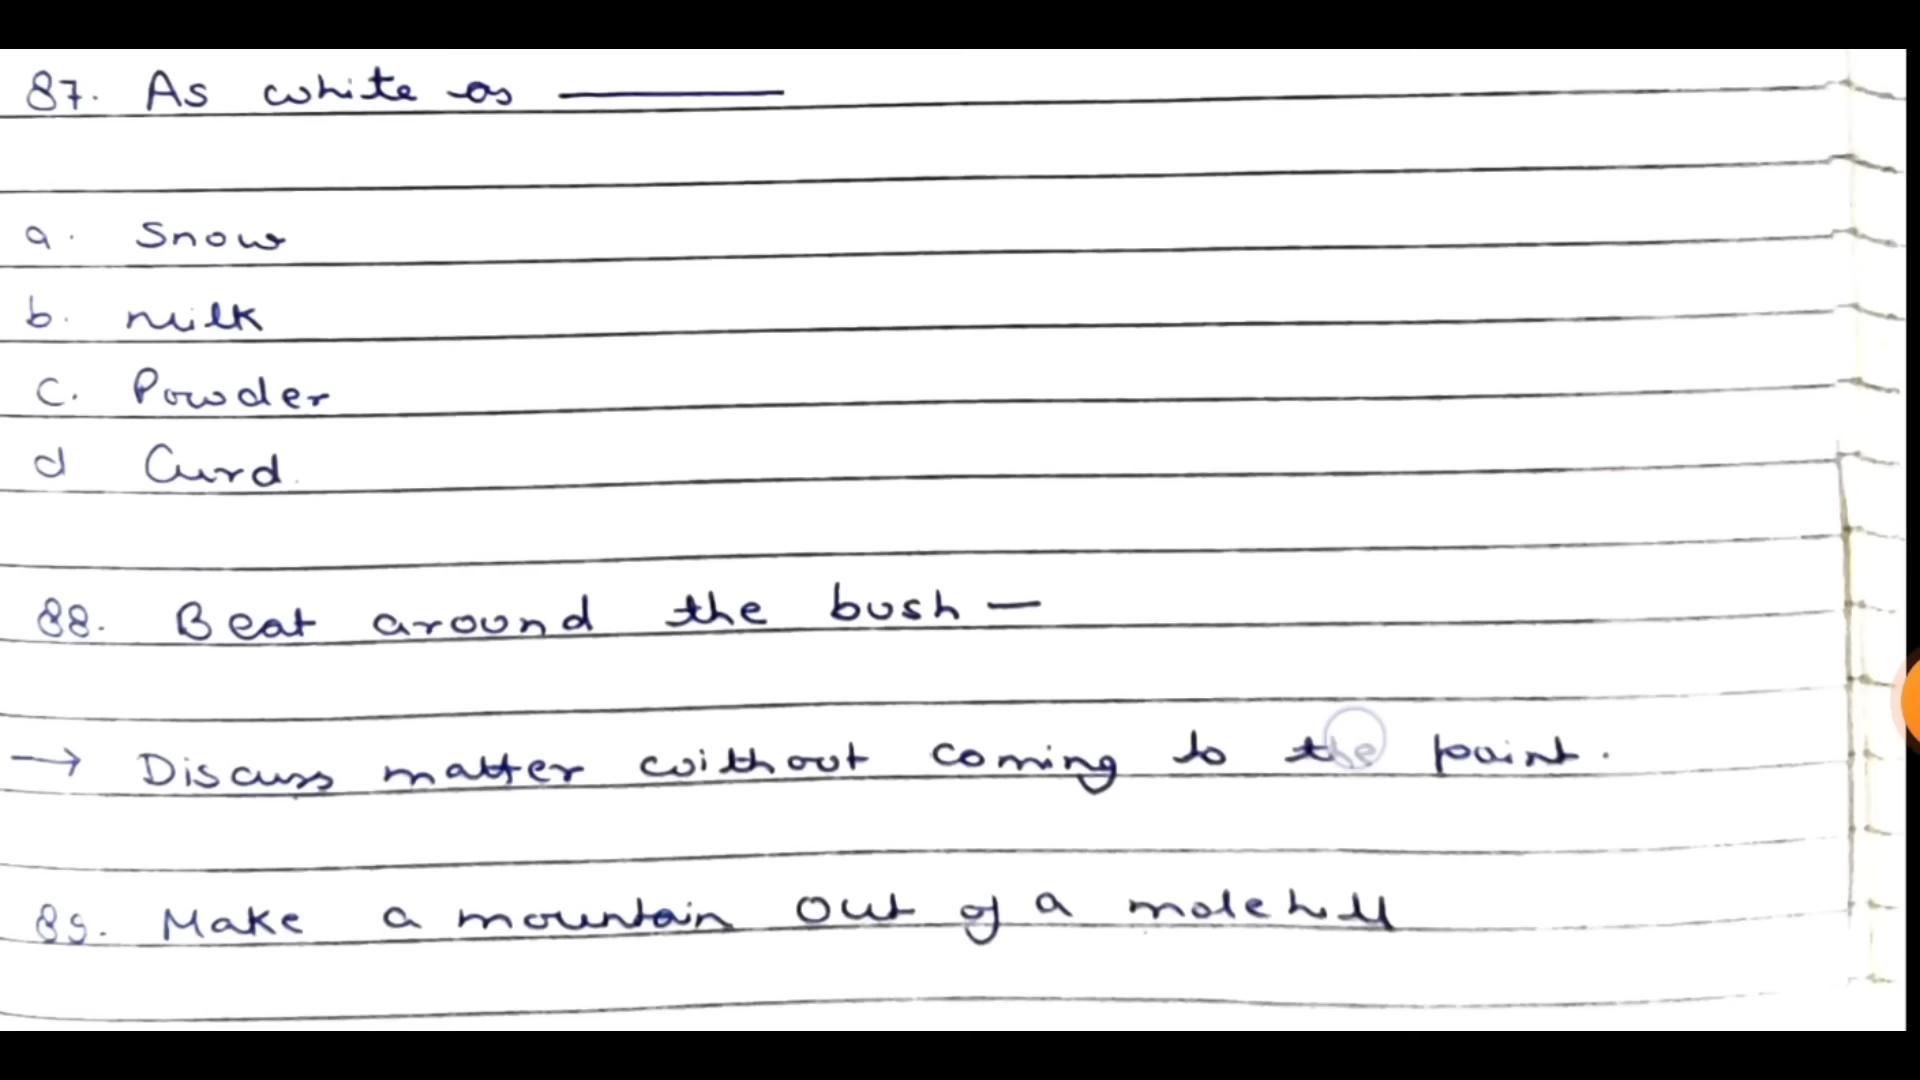 87. As white as ———
a. Snow
b. Milk
c. Powder
d Curd.
88. Beat around the bush —
→ Discuss matter without coming to the point.
89. Make a mountain out of a molehill